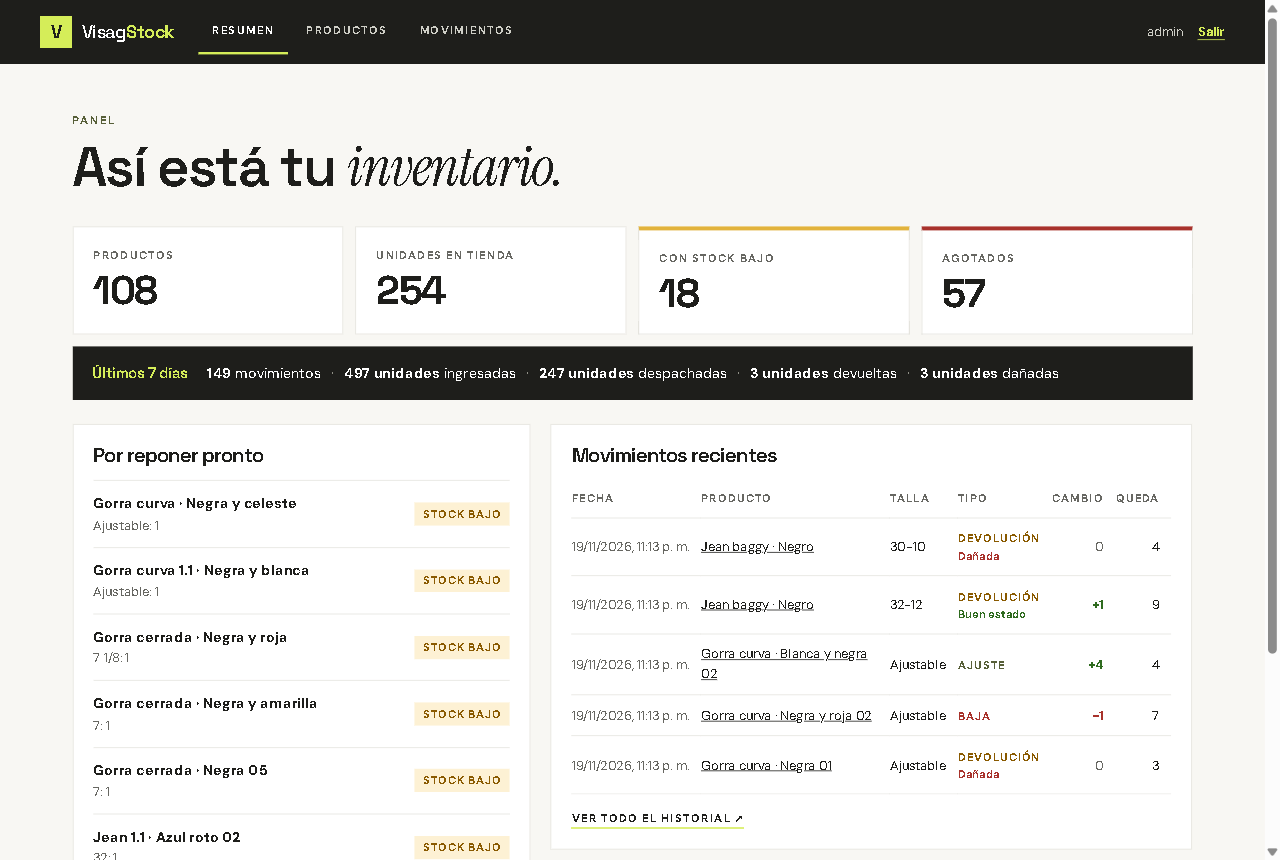 V VisagStock RESUMEN PRODUCTOS MOVIMIENTOS admin Salir
PANEL
Así está tu inventario.
PRODUCTOS
108
UNIDADES EN TIENDA
254
CON STOCK BAJO
18
AGOTADOS
57
Últimos 7 días 149 movimientos · 497 unidades ingresadas · 247 unidades despachadas · 3 unidades devueltas · 3 unidades dañadas
Por reponer pronto
Gorra curva · Negra y celeste
Ajustable: 1
STOCK BAJO
Gorra curva 1.1 · Negra y blanca
Ajustable: 1
STOCK BAJO
Gorra cerrada · Negra y roja
7 1/8: 1
STOCK BAJO
Gorra cerrada · Negra y amarilla
7: 1
STOCK BAJO
Gorra cerrada · Negra 05
7: 1
STOCK BAJO
Jean 1.1 · Azul roto 02
32: 1
STOCK BAJO
Movimientos recientes
FECHA PRODUCTO TALLA TIPO CAMBIO QUEDA
19/11/2026, 11:13 p. m. Jean baggy · Negro 30-10 DEVOLUCIÓN 0 4
Dañada
19/11/2026, 11:13 p. m. Jean baggy · Negro 32-12 DEVOLUCIÓN +1 9
Buen estado
19/11/2026, 11:13 p. m. Gorra curva · Blanca y negra Ajustable AJUSTE +4 4
02
19/11/2026, 11:13 p. m. Gorra curva · Negra y roja 02 Ajustable BAJA −1 7
19/11/2026, 11:13 p. m. Gorra curva · Negra 01 Ajustable DEVOLUCIÓN 0 3
Dañada
VER TODO EL HISTORIAL ↗